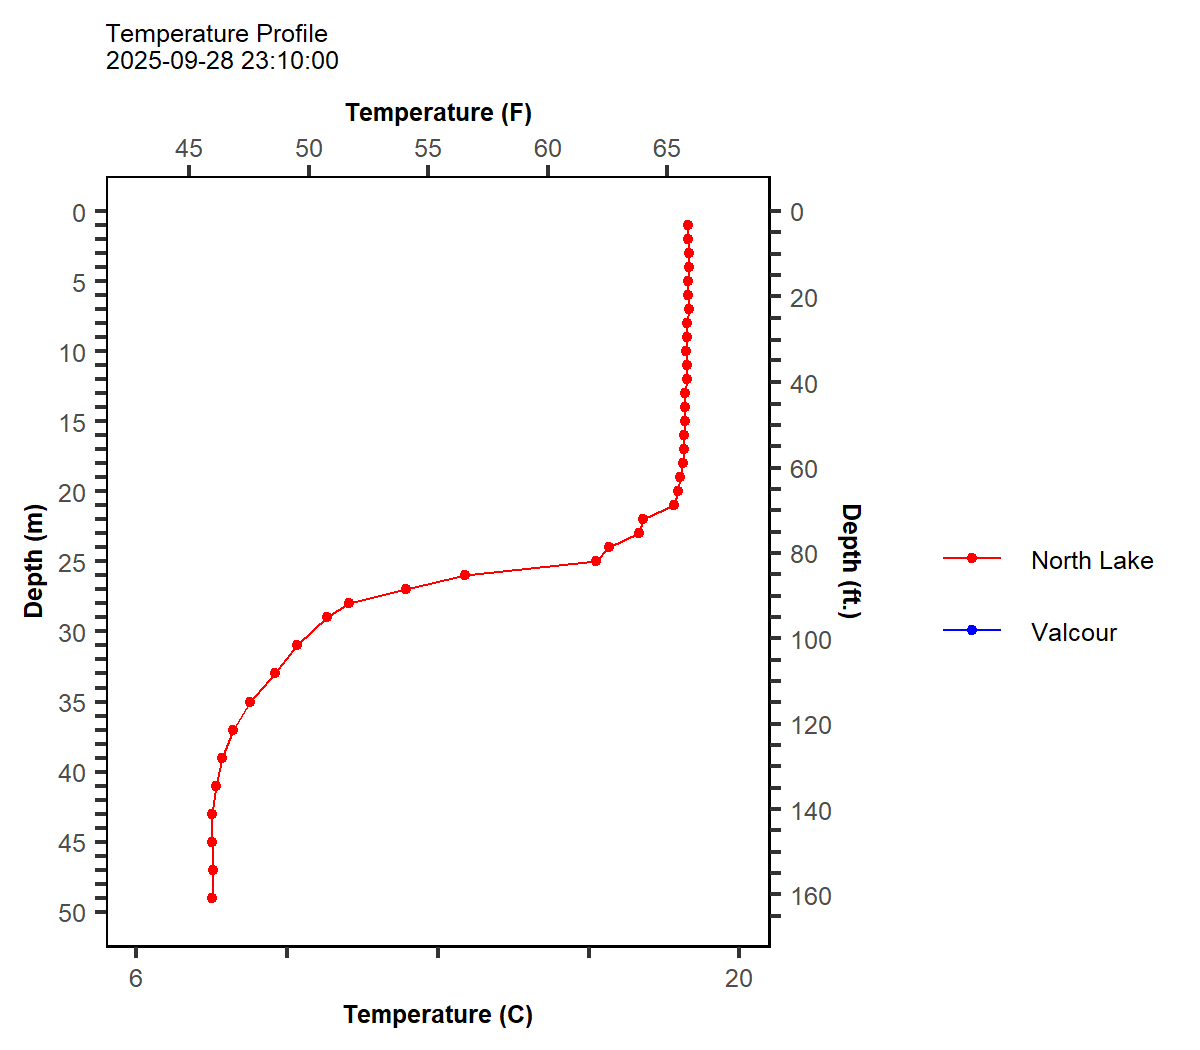 Temperature Profile
2025-09-28 23:10:00
Temperature (F)
45 50 55 60 65
0 0
5
20
10
40
15
60
20
Depth (m)
Depth (ft.)
80
25
North Lake
30
100
Valcour
35
120
40
140
45
160
50
6 20
Temperature (C)